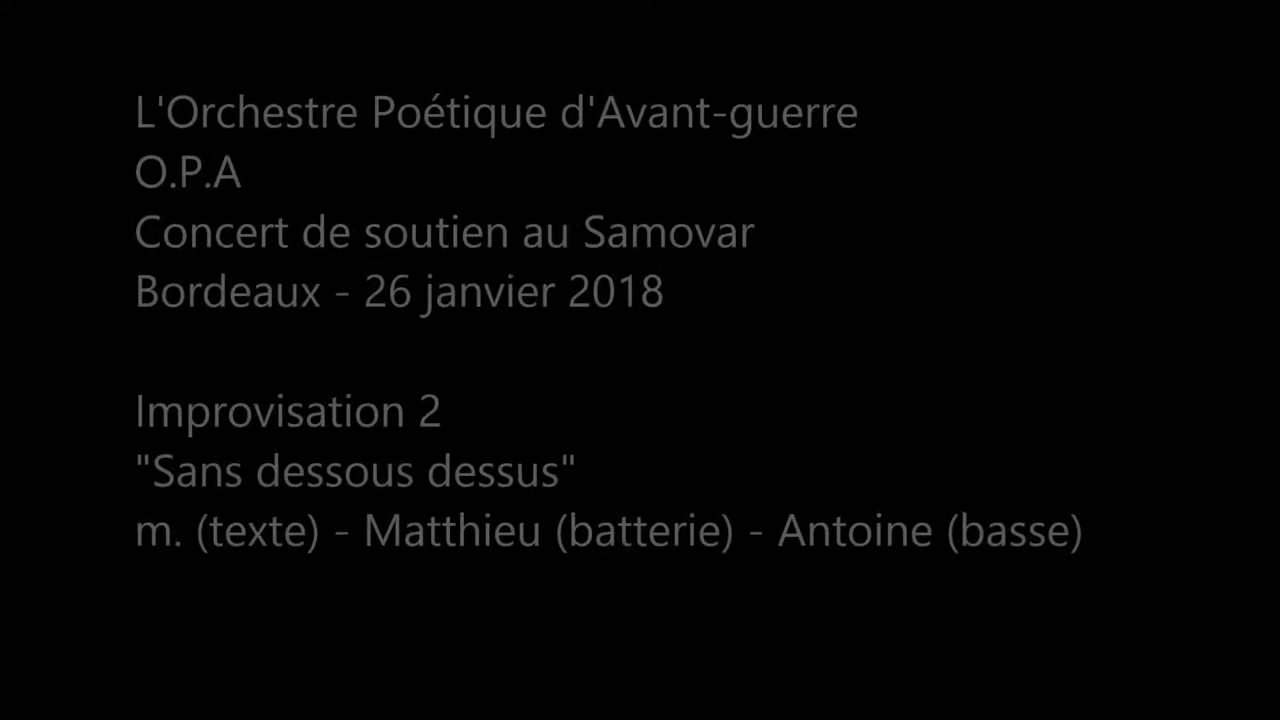 L'Orchestre Poétique d'Avant-guerre
O.P.A
Concert de soutien au Samovar
Bordeaux - 26 janvier 2018
Improvisation 2
"Sans dessous dessus"
m. (texte) - Matthieu (batterie) - Antoine (basse)